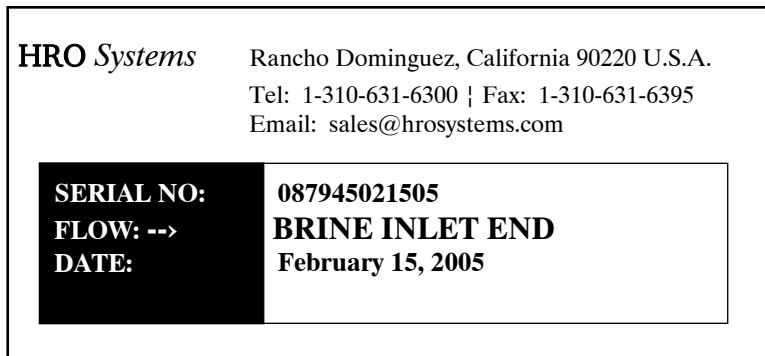 HRO Systems Rancho Dominguez, California 90220 U.S.A.
Tel: 1-310-631-6300 ¦ Fax: 1-310-631-6395
Email: sales@hrosystems.com
SERIAL NO: 087945021505
FLOW: --› BRINE INLET END
DATE: February 15, 2005